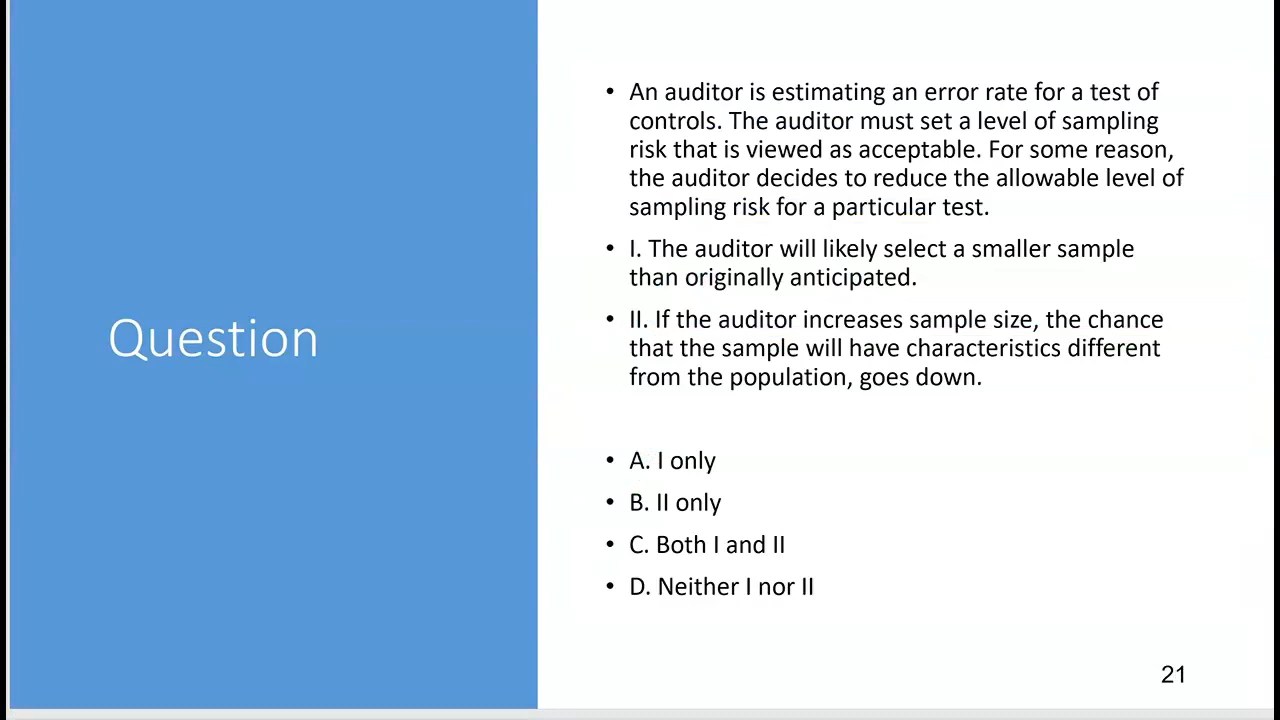 Question
• An auditor is estimating an error rate for a test of
controls. The auditor must set a level of sampling
risk that is viewed as acceptable. For some reason,
the auditor decides to reduce the allowable level of
sampling risk for a particular test.
• I. The auditor will likely select a smaller sample
than originally anticipated.
• II. If the auditor increases sample size, the chance
that the sample will have characteristics different
from the population, goes down.
• A. I only
• B. II only
• C. Both I and II
• D. Neither I nor II
21